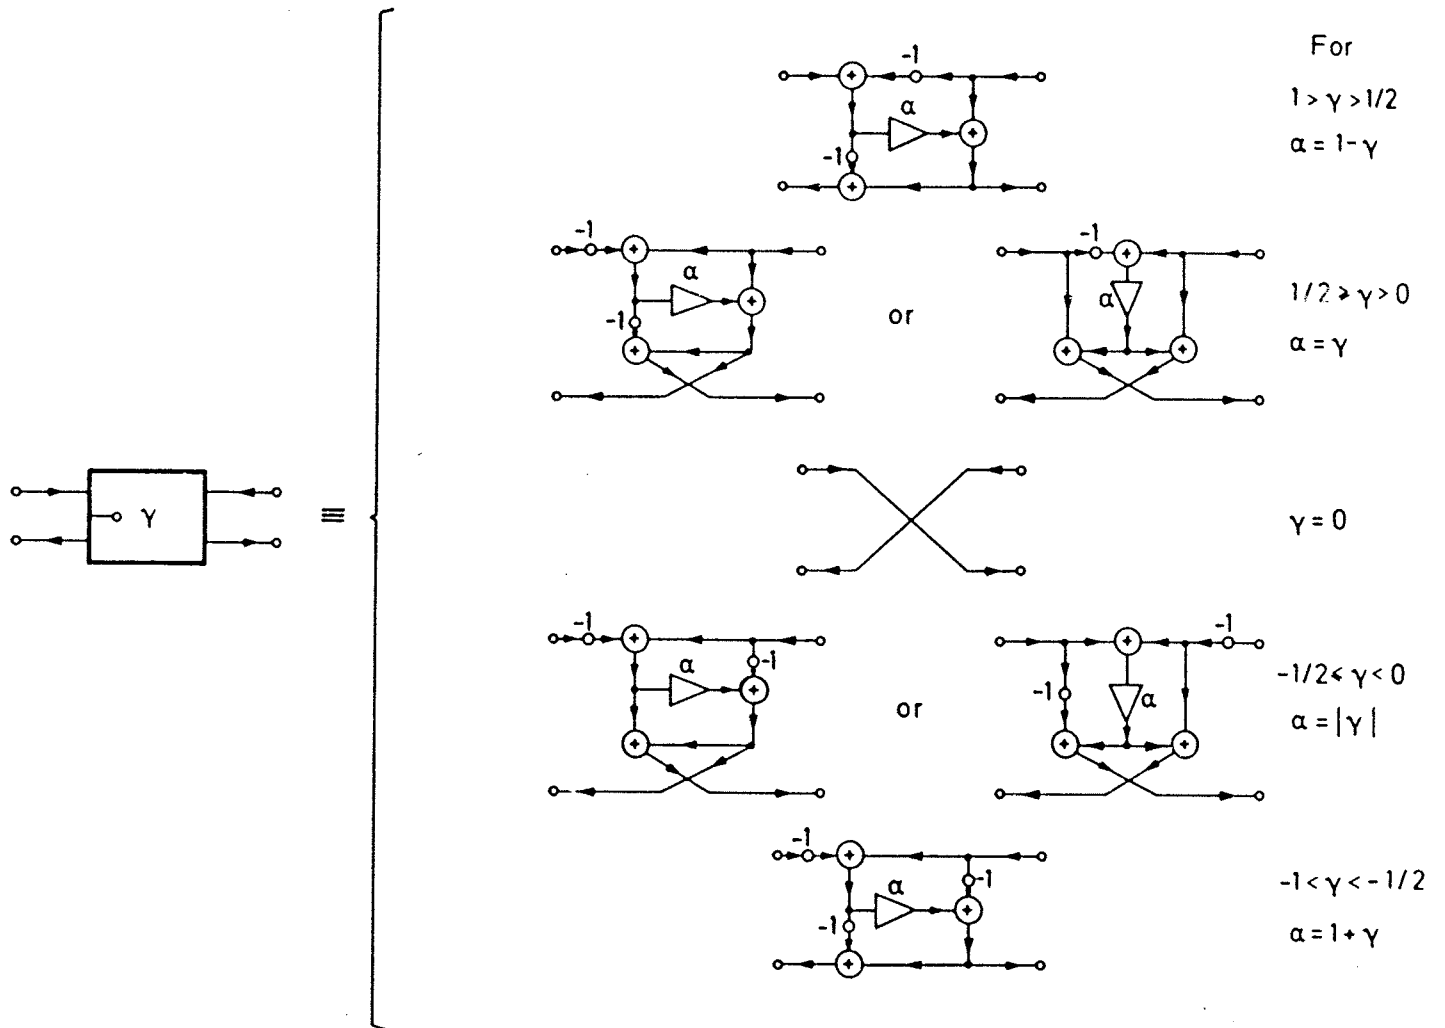 For
-1
1 > γ > 1/2
α
α = 1 - γ
-1
-1
-1
α
α
1/2 ≥ γ > 0
-1
or
α = γ
γ
≡
γ = 0
-1
-1
α
-1
-1/2 ≤ γ < 0
-1
α
or
α = |γ|
-1
α
-1
-1 < γ < -1/2
-1
α = 1 + γ